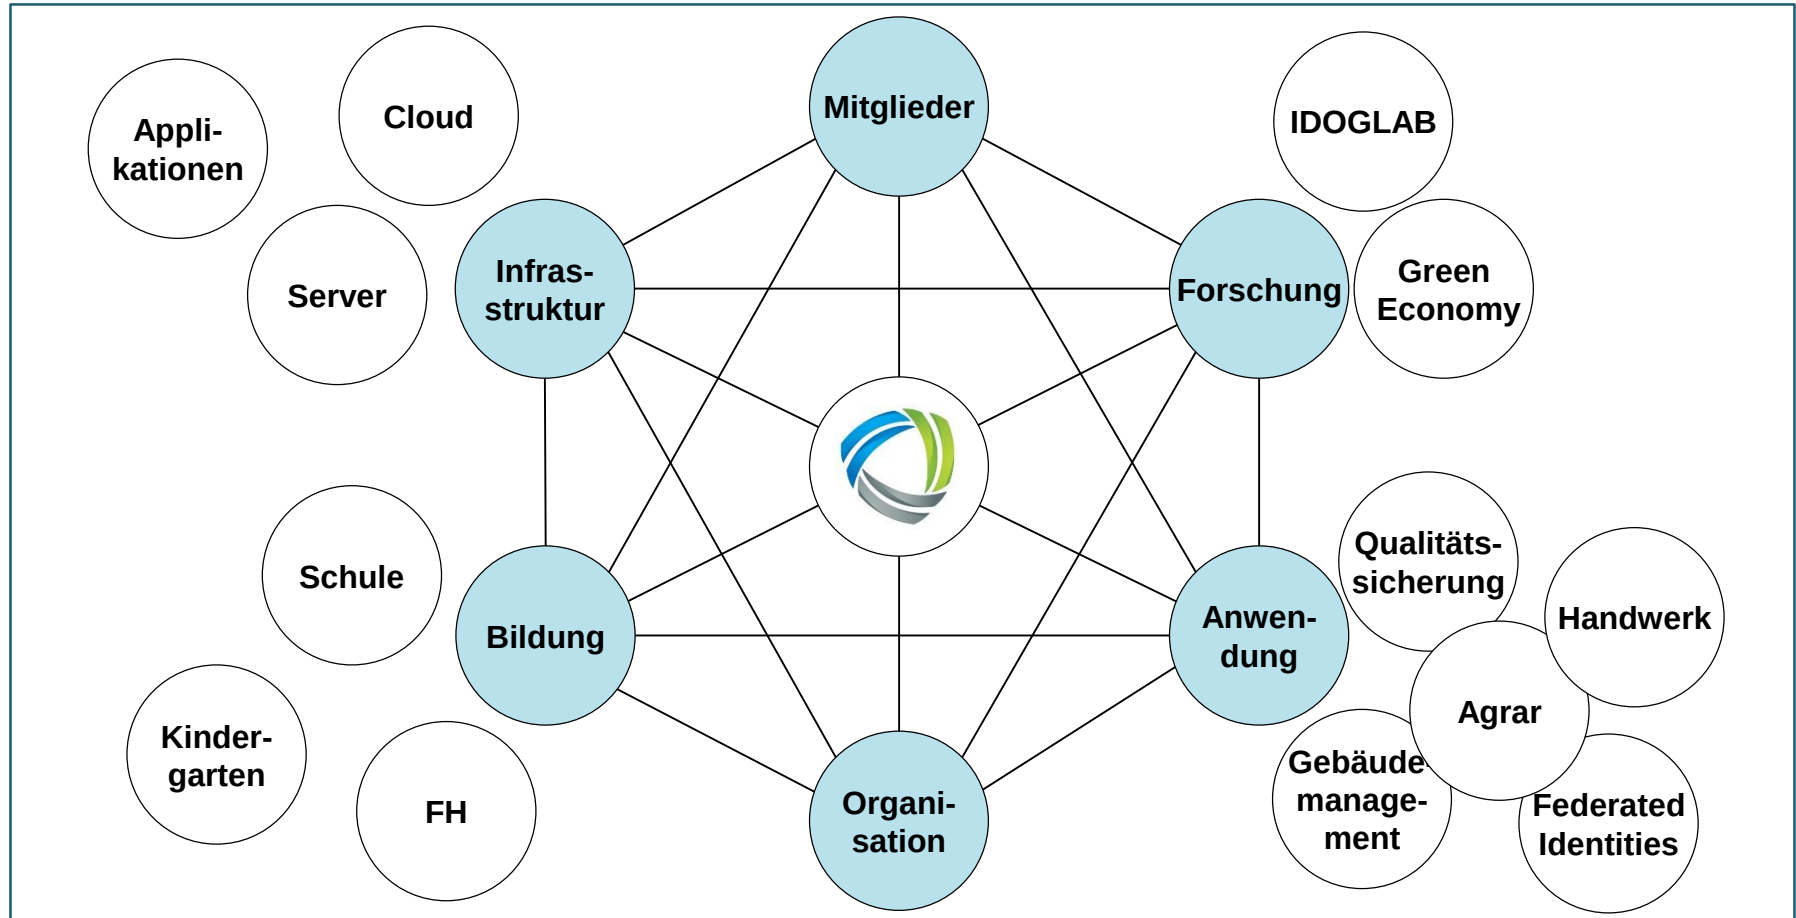 Mitglieder
Cloud
Appli-
kationen
IDOGLAB
Server
Infras-
struktur
Forschung
Green
Economy
Schule
Bildung
Qualitäts-
sicherung
Anwen-
dung
Handwerk
Agrar
Kinder-
garten
FH
Organi-
sation
Gebäude-
manage-
ment
Federated
Identities